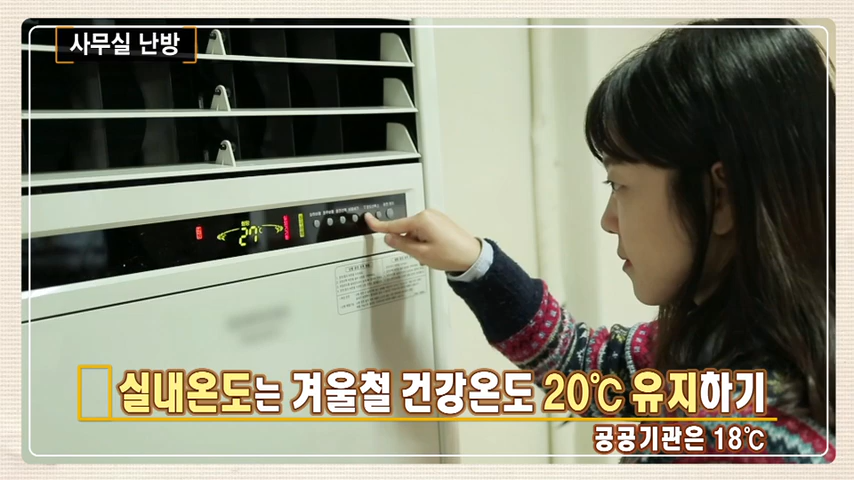 사무실 난방
27
실내온도는 겨울철 건강온도 20℃ 유지하기
공공기관은 18℃